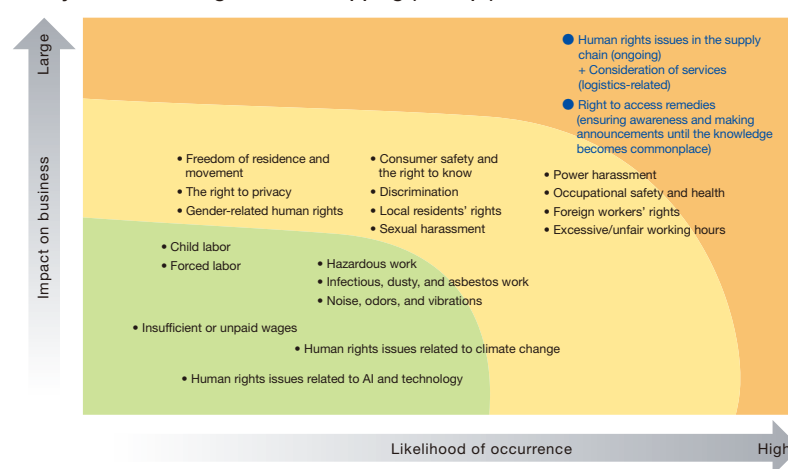 Large
Impact on business
● Human rights issues in the supply
chain (ongoing)
+ Consideration of services
(logistics-related)
● Right to access remedies
(ensuring awareness and making
announcements until the knowledge
becomes commonplace)
• Freedom of residence and
movement
• The right to privacy
• Gender-related human rights
• Consumer safety and
the right to know
• Discrimination
• Local residents' rights
• Sexual harassment
• Power harassment
• Occupational safety and health
• Foreign workers' rights
• Excessive/unfair working hours
• Child labor
• Forced labor
• Hazardous work
• Infectious, dusty, and asbestos work
• Noise, odors, and vibrations
• Insufficient or unpaid wages
• Human rights issues related to climate change
• Human rights issues related to AI and technology
Likelihood of occurrence
High